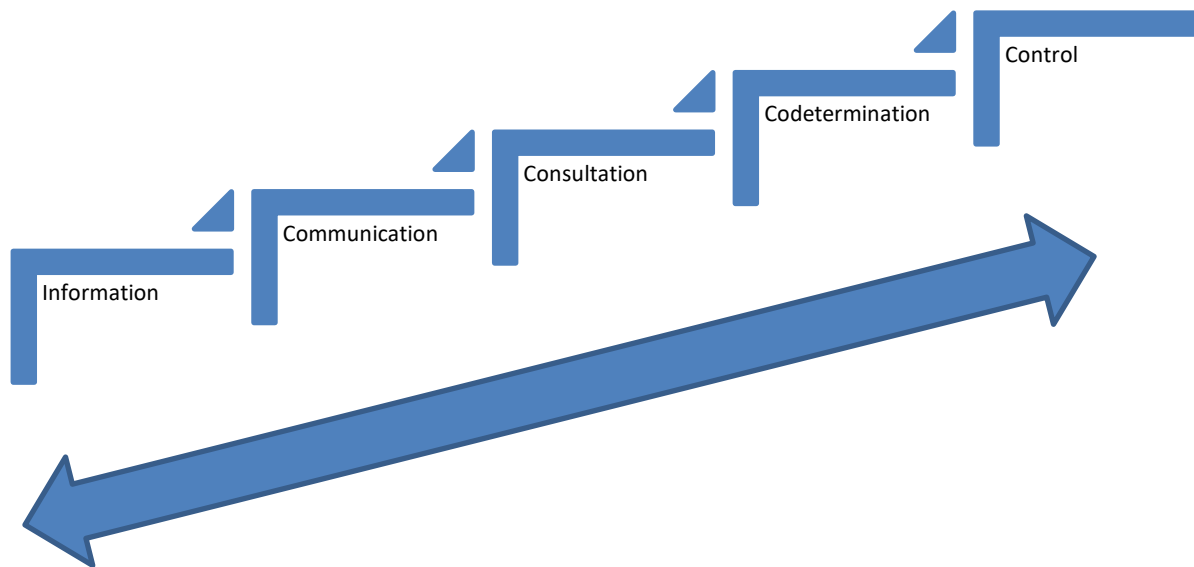 Control
Codetermination
Consultation
Communication
Information